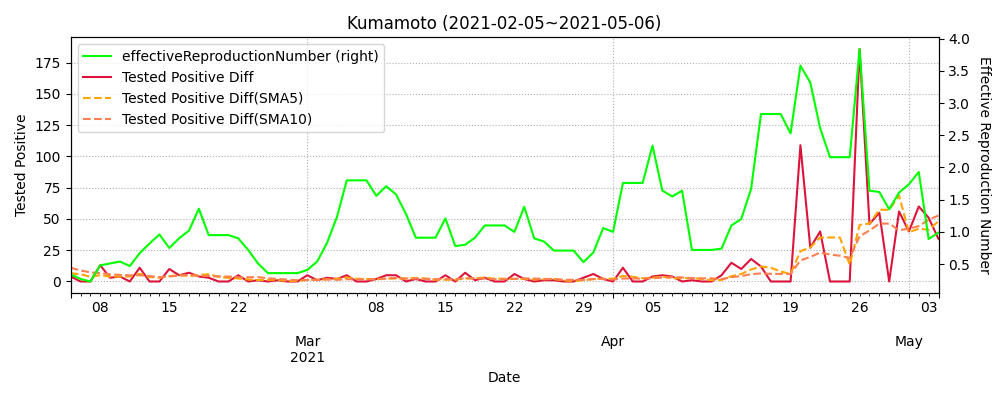 Kumamoto (2021-02-05~2021-05-06)
effectiveReproductionNumber (right)
Tested Positive Diff
Tested Positive Diff(SMA5)
Tested Positive Diff(SMA10)
Tested Positive
175
150
125
100
75
50
25
0
4.0
3.5
3.0
2.5
2.0
1.5
1.0
0.5
Effective Reproduction Number
08 15 22 08 15 22 29 05 12 19 26 03
Mar Apr May
2021
Date